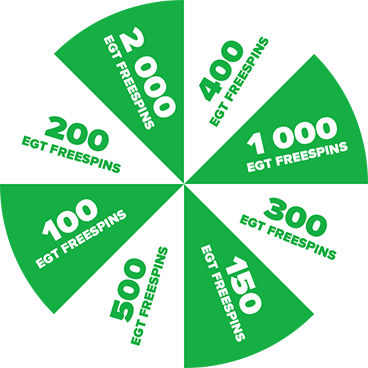 2 000
EGT FREESPINS
400
EGT FREESPINS
1 000
EGT FREESPINS
300
EGT FREESPINS
150
EGT FREESPINS
500
EGT FREESPINS
100
EGT FREESPINS
200
EGT FREESPINS